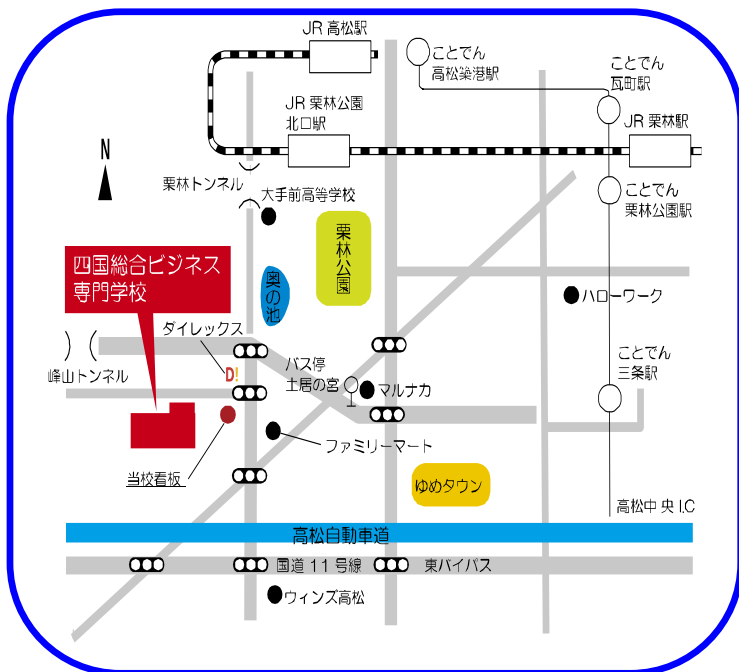 JR 高松駅
ことでん
高松築港駅
ことでん
瓦町駅
JR 栗林公園
北口駅
JR 栗林駅
N
栗林トンネル
大手前高等学校
ことでん
栗林公園駅
栗林公園
四国総合ビジネス
専門学校
奥の池
ハローワーク
ダイレックス
峰山トンネル
D!
バス停
土居の宮
マルナカ
ことでん
三条駅
ファミリーマート
当校看板
ゆめタウン
高松中央I.C
高松自動車道
国道11号線
東バイパス
ウィンズ高松